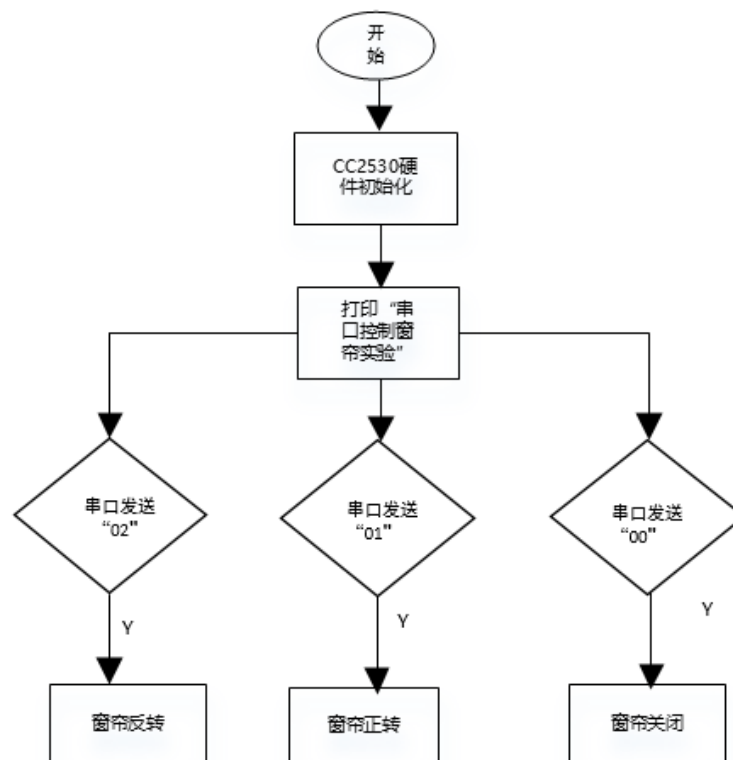 开
始
CC2530硬
件初始化
打印“串
口控制窗
帘实验”
串口发送
“02”
串口发送
“01”
串口发送
“00”
Y
Y
Y
窗帘反转
窗帘正转
窗帘关闭